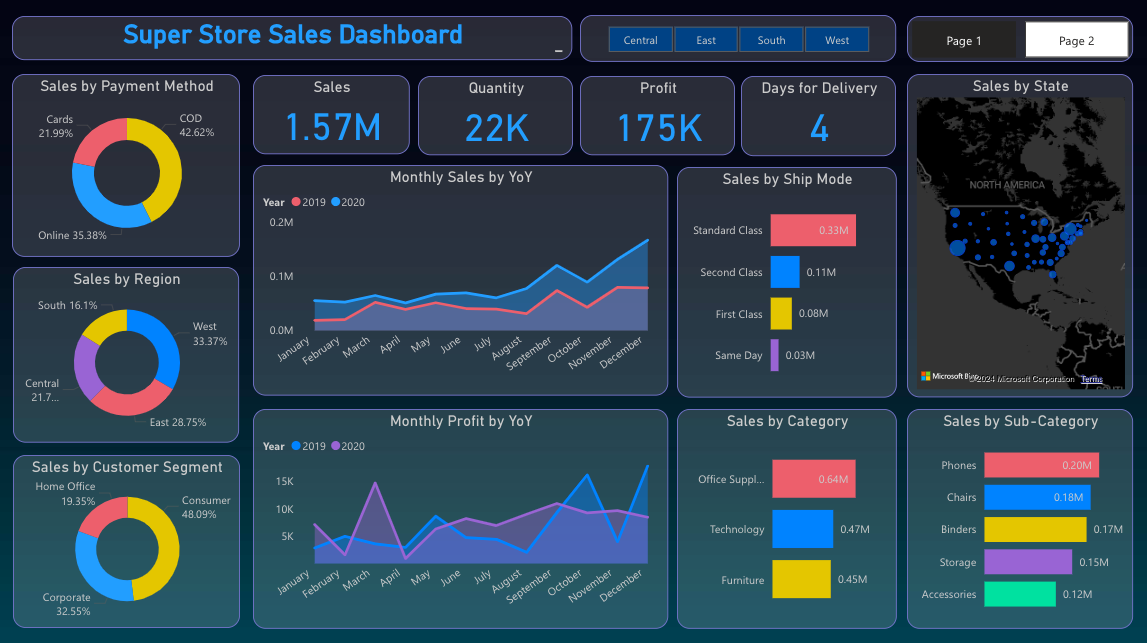 Super Store Sales Dashboard
_
Central
East
South
West
Page 1
Page 2
Sales by Payment Method
Cards
21.99%
COD
42.62%
Online 35.38%
Sales
1.57M
Quantity
22K
Profit
175K
Days for Delivery
4
Sales by State
NORTH AMERICA
Microsoft Bing
©2024 Microsoft Corporation
Terms
Monthly Sales by YoY
Year 2019 2020
0.2M
0.1M
0.0M
January
February
March
April
May
June
July
August
September
October
November
December
Sales by Ship Mode
Standard Class 0.33M
Second Class 0.11M
First Class 0.08M
Same Day 0.03M
Sales by Region
South 16.1%
West
33.37%
Central
21.7...
East 28.75%
Monthly Profit by YoY
Year 2019 2020
15K
10K
5K
January
February
March
April
May
June
July
August
September
October
November
December
Sales by Category
Office Suppl... 0.64M
Technology 0.47M
Furniture 0.45M
Sales by Sub-Category
Phones 0.20M
Chairs 0.18M
Binders 0.17M
Storage 0.15M
Accessories 0.12M
Sales by Customer Segment
Home Office
19.35%
Consumer
48.09%
Corporate
32.55%